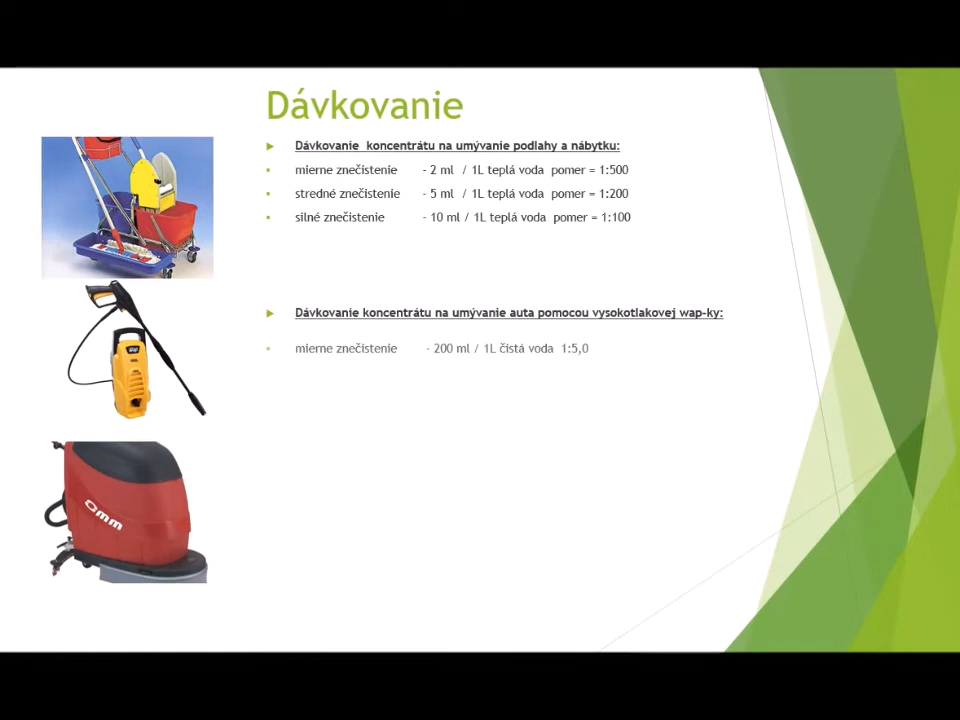 Dávkovanie
Dávkovanie koncentrátu na umývanie podlahy a nábytku:
mierne znečistenie - 2 ml / 1L teplá voda pomer = 1:500
stredné znečistenie - 5 ml / 1L teplá voda pomer = 1:200
silné znečistenie - 10 ml / 1L teplá voda pomer = 1:100
Dávkovanie koncentrátu na umývanie auta pomocou vysokotlakovej wap-ky:
mierne znečistenie - 200 ml / 1L čistá voda 1:5,0
Omm